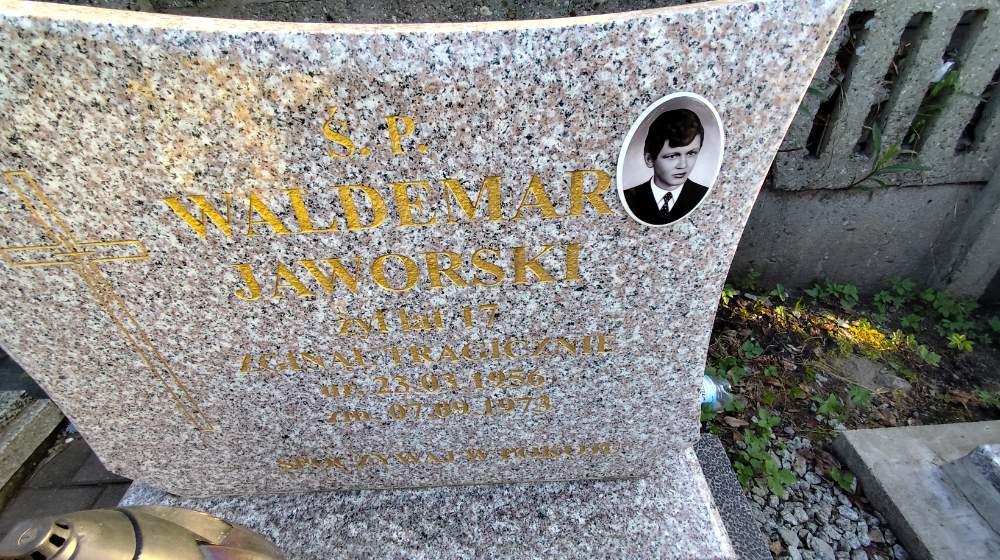 Ś. P.
WALDEMAR
JAWORSKI
żył lat 17
ZGINĄŁ TRAGICZNIE
ur. 23.03.1956
zm. 07.09.1973
SPOCZYWAJ W POKOJU